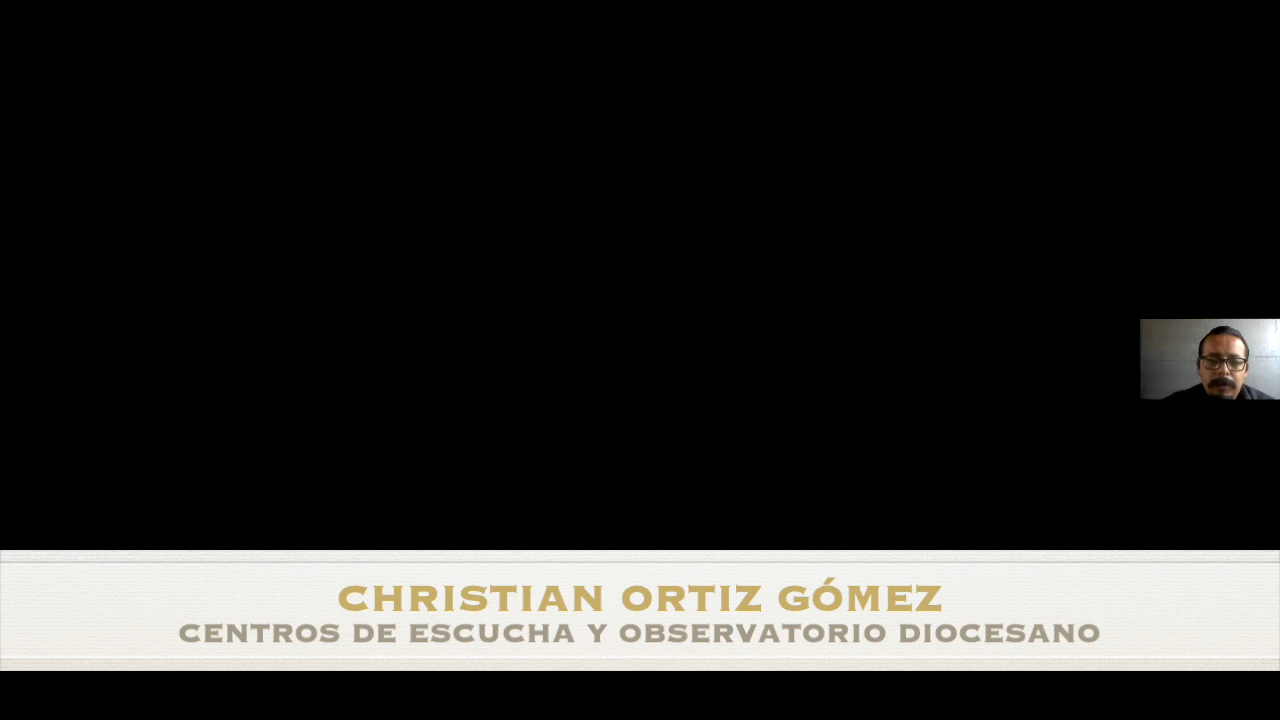 CHRISTIAN ORTIZ GÓMEZ
CENTROS DE ESCUCHA Y OBSERVATORIO DIOCESANO